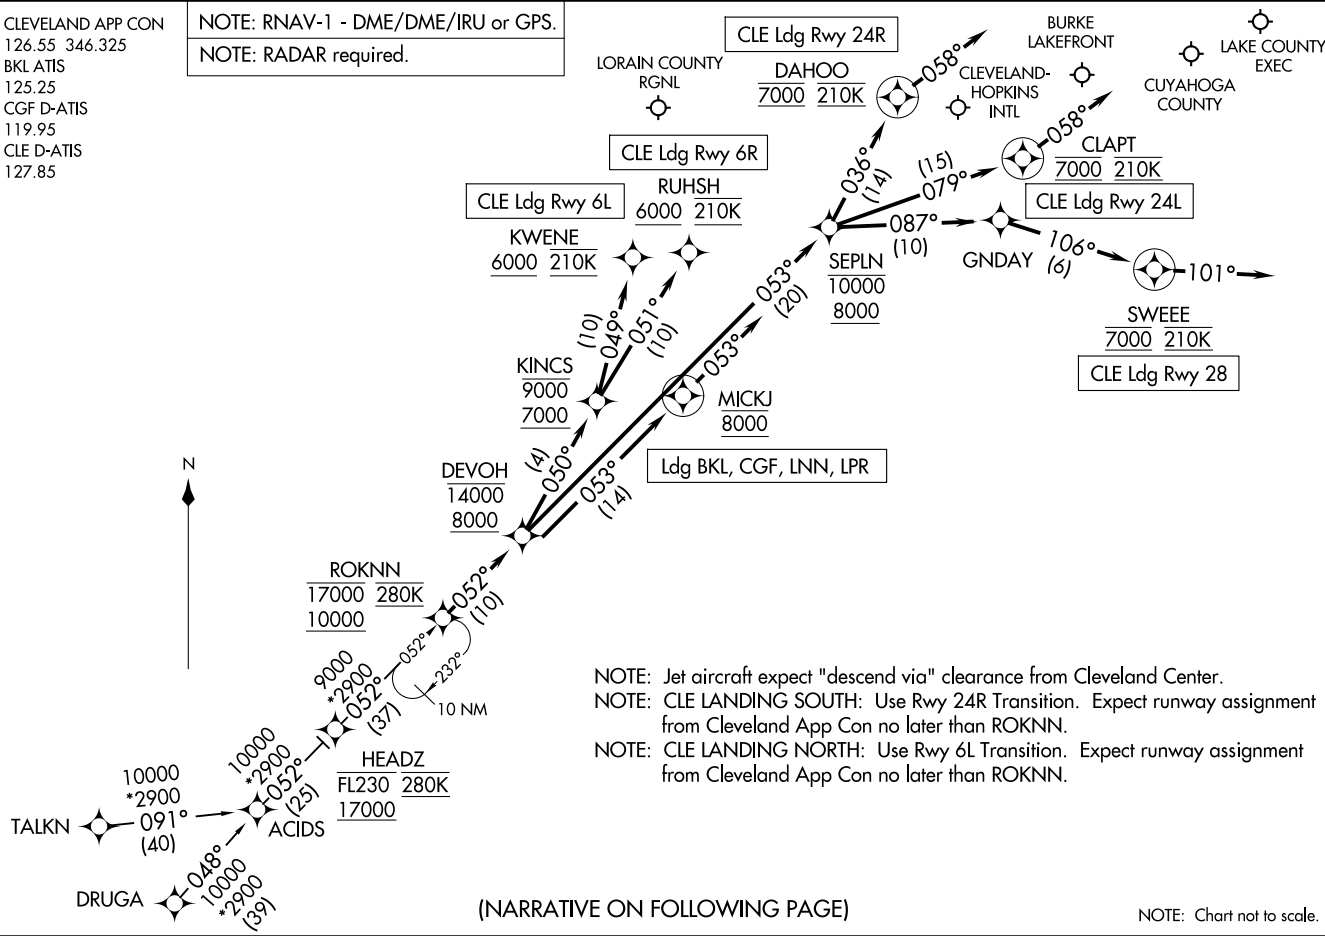 CLEVELAND APP CON
126.55 346.325
BKL ATIS
125.25
CGF D-ATIS
119.95
CLE D-ATIS
127.85
NOTE: RNAV-1 - DME/DME/IRU or GPS.
NOTE: RADAR required.
LORAIN COUNTY
RGNL
CLE Ldg Rwy 24R
DAHOO
7000 210K
058°
CLEVELAND-
HOPKINS
INTL
BURKE
LAKEFRONT
CUYAHOGA
COUNTY
LAKE COUNTY
EXEC
058°
CLAPT
7000 210K
CLE Ldg Rwy 24L
CLE Ldg Rwy 6R
RUHSH
6000 210K
CLE Ldg Rwy 6L
KWENE
6000 210K
036°
(14)
(15)
079°
087°
(10)
SEPLN
10000
8000
GNDAY
106°
(6)
101°
SWEEE
7000 210K
CLE Ldg Rwy 28
(10)
049°
051°
(10)
053°
(20)
053°
KINCS
9000
7000
MICKJ
8000
Ldg BKL, CGF, LNN, LPR
(4)
050°
053°
(14)
N
DEVOH
14000
8000
ROKNN
17000 280K
10000
052°
(10)
052°
232°
10 NM
9000
*2900
052°
(37)
HEADZ
FL230 280K
17000
10000
*2900
052°
(25)
ACIDS
10000
*2900
091°
(40)
TALKN
DRUGA
048°
10000
*2900
(39)
NOTE: Jet aircraft expect "descend via" clearance from Cleveland Center.
NOTE: CLE LANDING SOUTH: Use Rwy 24R Transition. Expect runway assignment
from Cleveland App Con no later than ROKNN.
NOTE: CLE LANDING NORTH: Use Rwy 6L Transition. Expect runway assignment
from Cleveland App Con no later than ROKNN.
(NARRATIVE ON FOLLOWING PAGE)
NOTE: Chart not to scale.